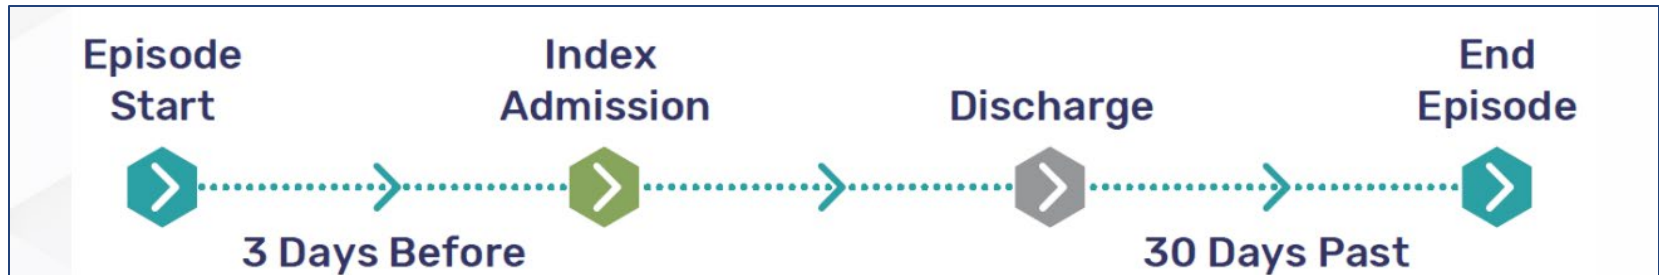 Episode
Start
Index
Admission
Discharge
End
Episode
3 Days Before
30 Days Past